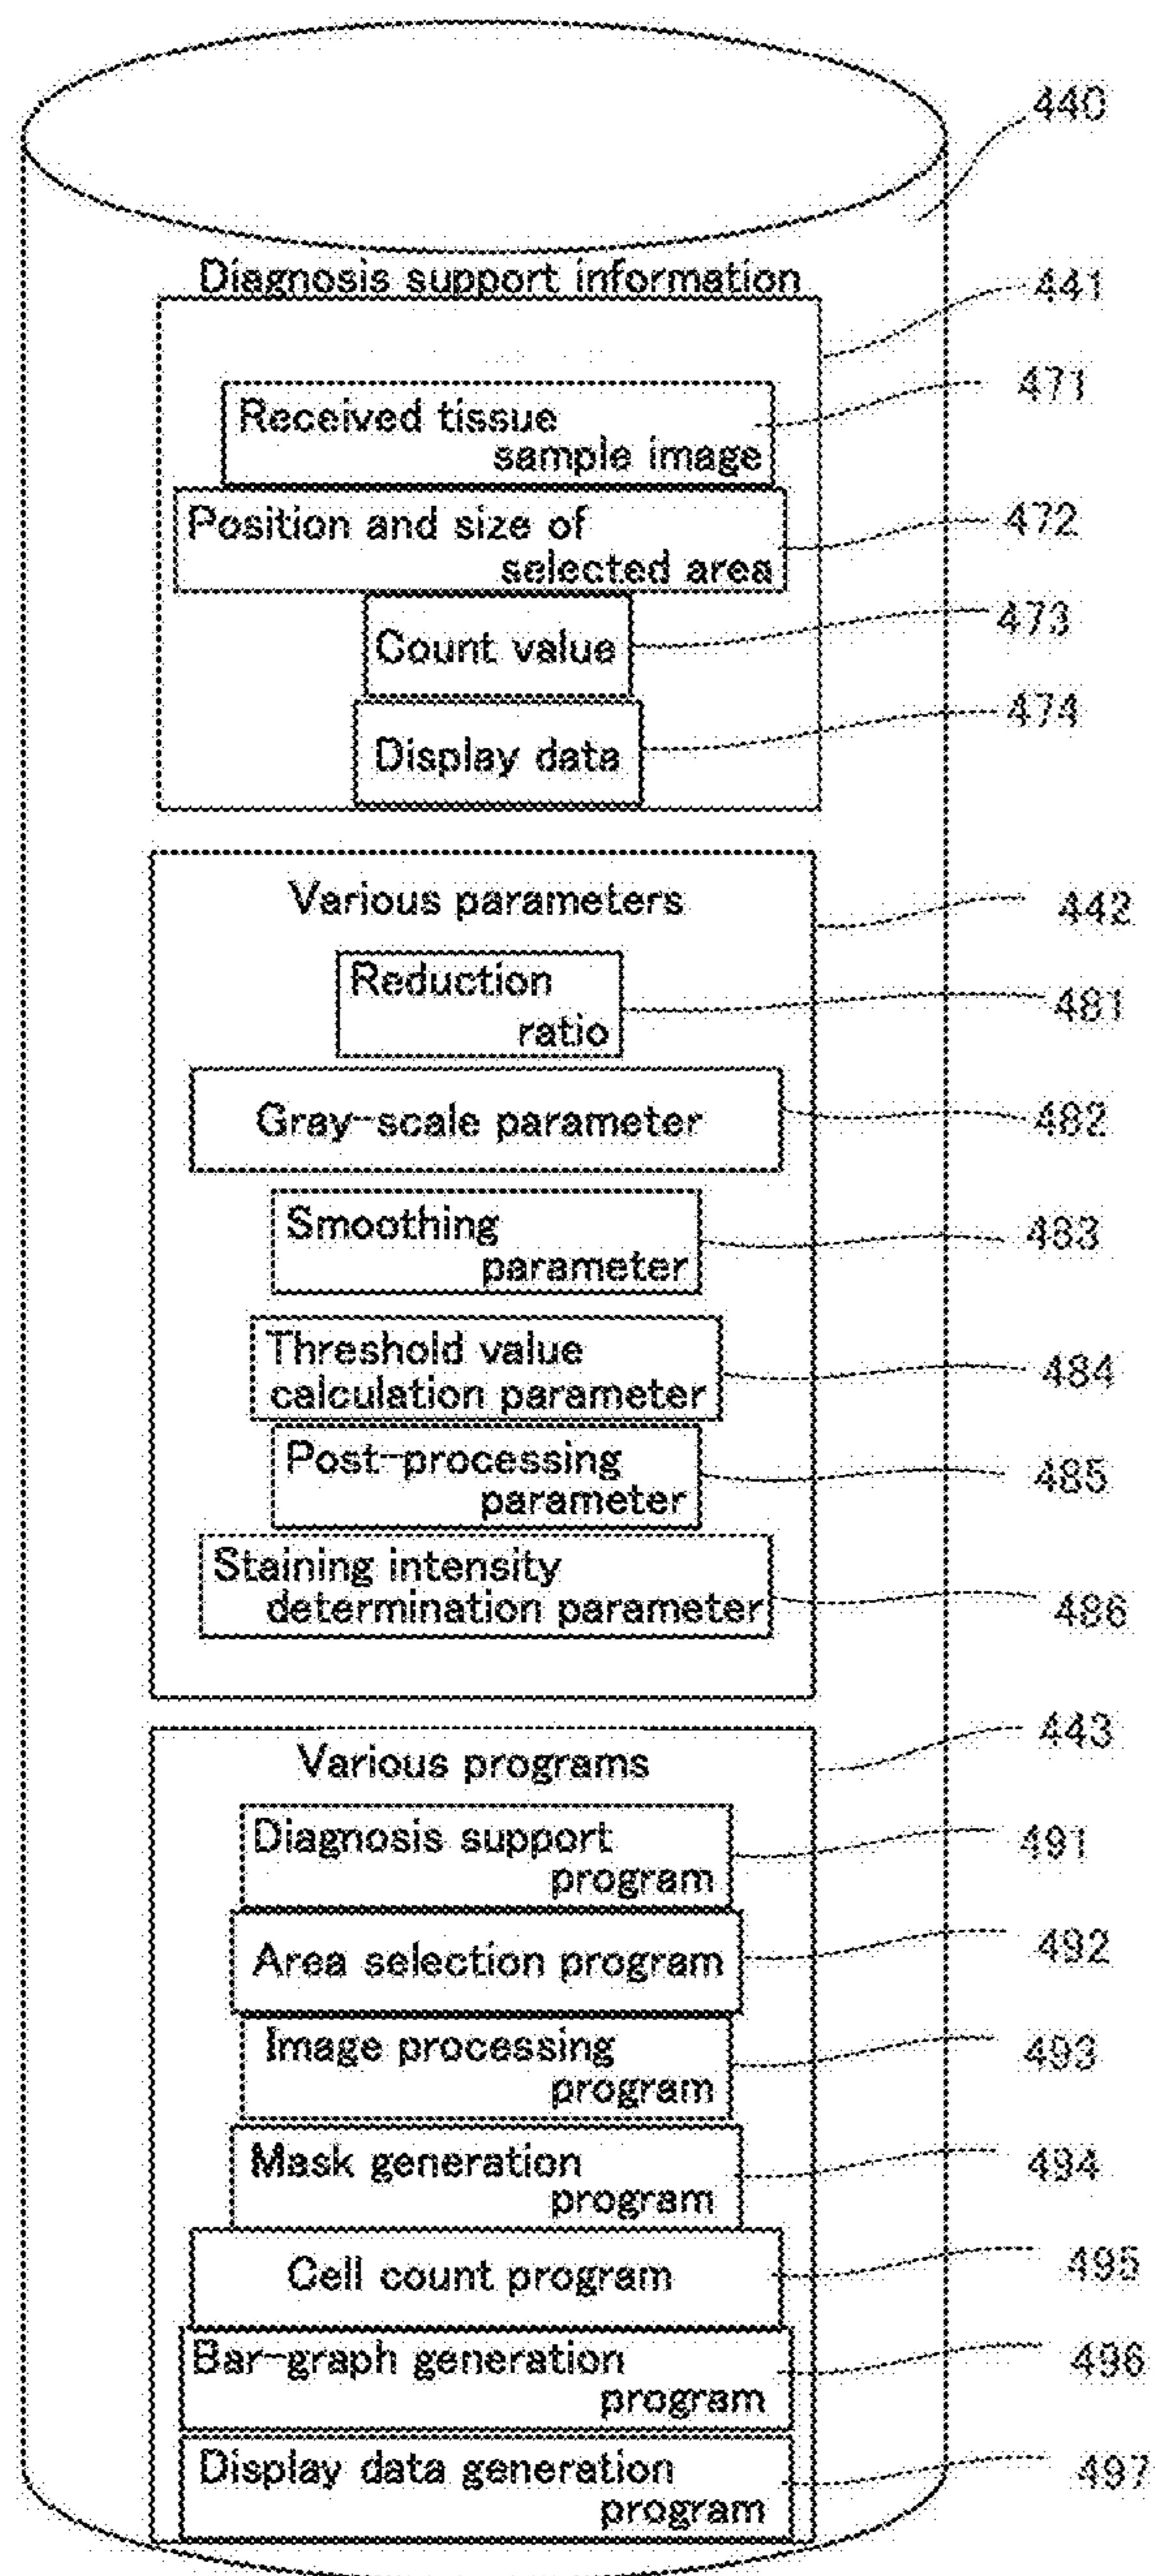 440
Diagnosis support information
441
Received tissue
sample image
471
Position and size of
selected area
472
Count value
473
Display data
474
Various parameters
442
Reduction
ratio
481
Gray-scale parameter
482
Smoothing
parameter
483
Threshold value
calculation parameter
484
Post-processing
parameter
485
Staining intensity
determination parameter
486
Various programs
443
Diagnosis support
program
491
Area selection program
492
Image processing
program
493
Mask generation
program
494
Cell count program
495
Bar-graph generation
program
496
Display data generation
program
497